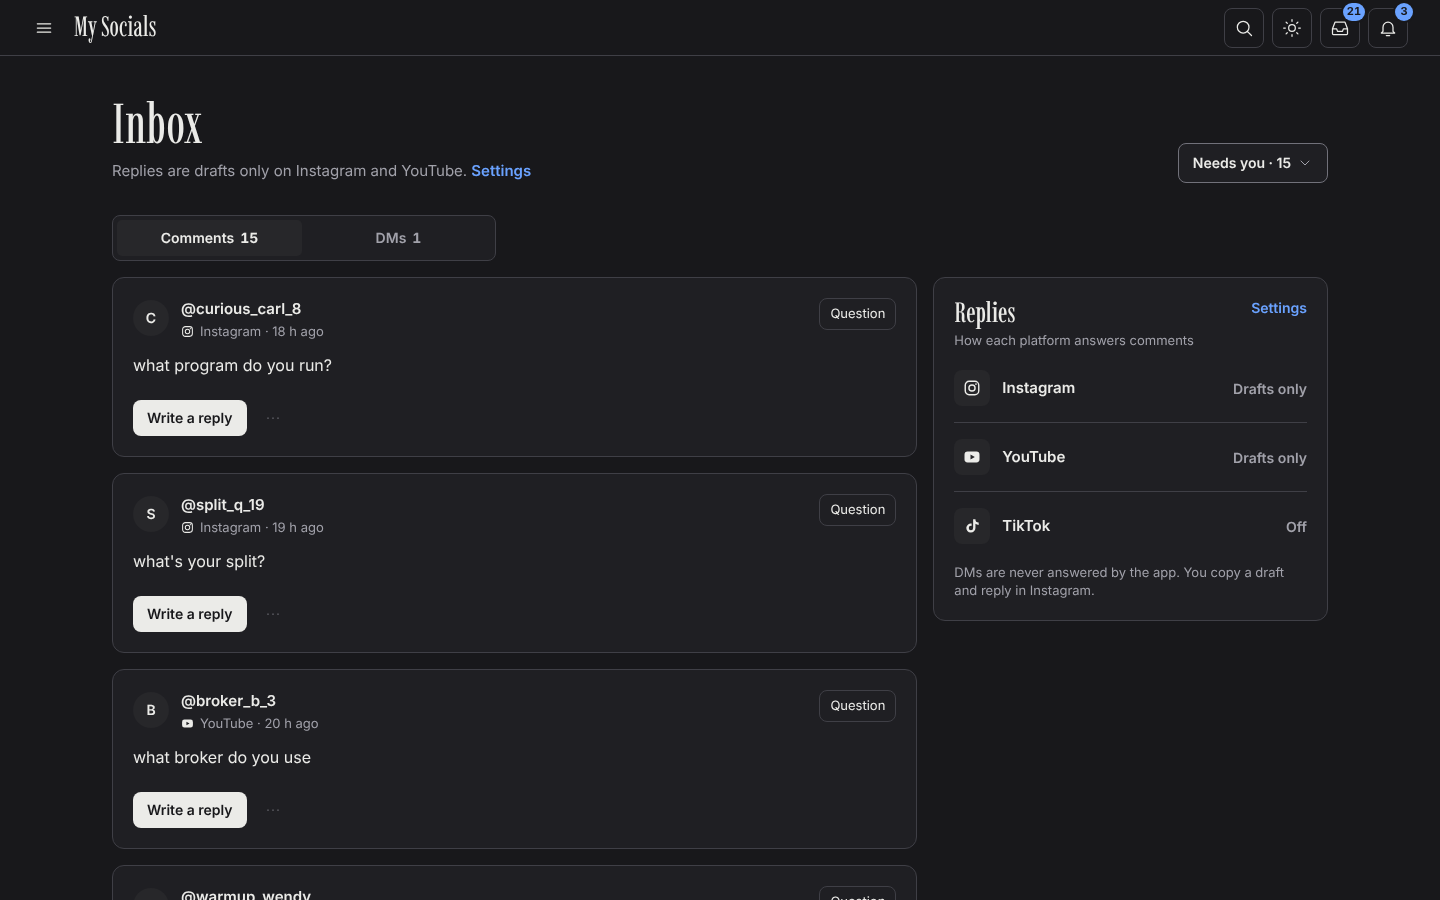 My Socials
21
3
Inbox
Replies are drafts only on Instagram and YouTube. Settings
Needs you · 15
Comments 15
DMs 1
C
@curious_carl_8
Instagram · 18 h ago
Question
what program do you run?
Write a reply
···
S
@split_q_19
Instagram · 19 h ago
Question
what's your split?
Write a reply
···
B
@broker_b_3
YouTube · 20 h ago
Question
what broker do you use
Write a reply
···
@warmup_wendy
Question
Replies
Settings
How each platform answers comments
Instagram
Drafts only
YouTube
Drafts only
TikTok
Off
DMs are never answered by the app. You copy a draft
and reply in Instagram.